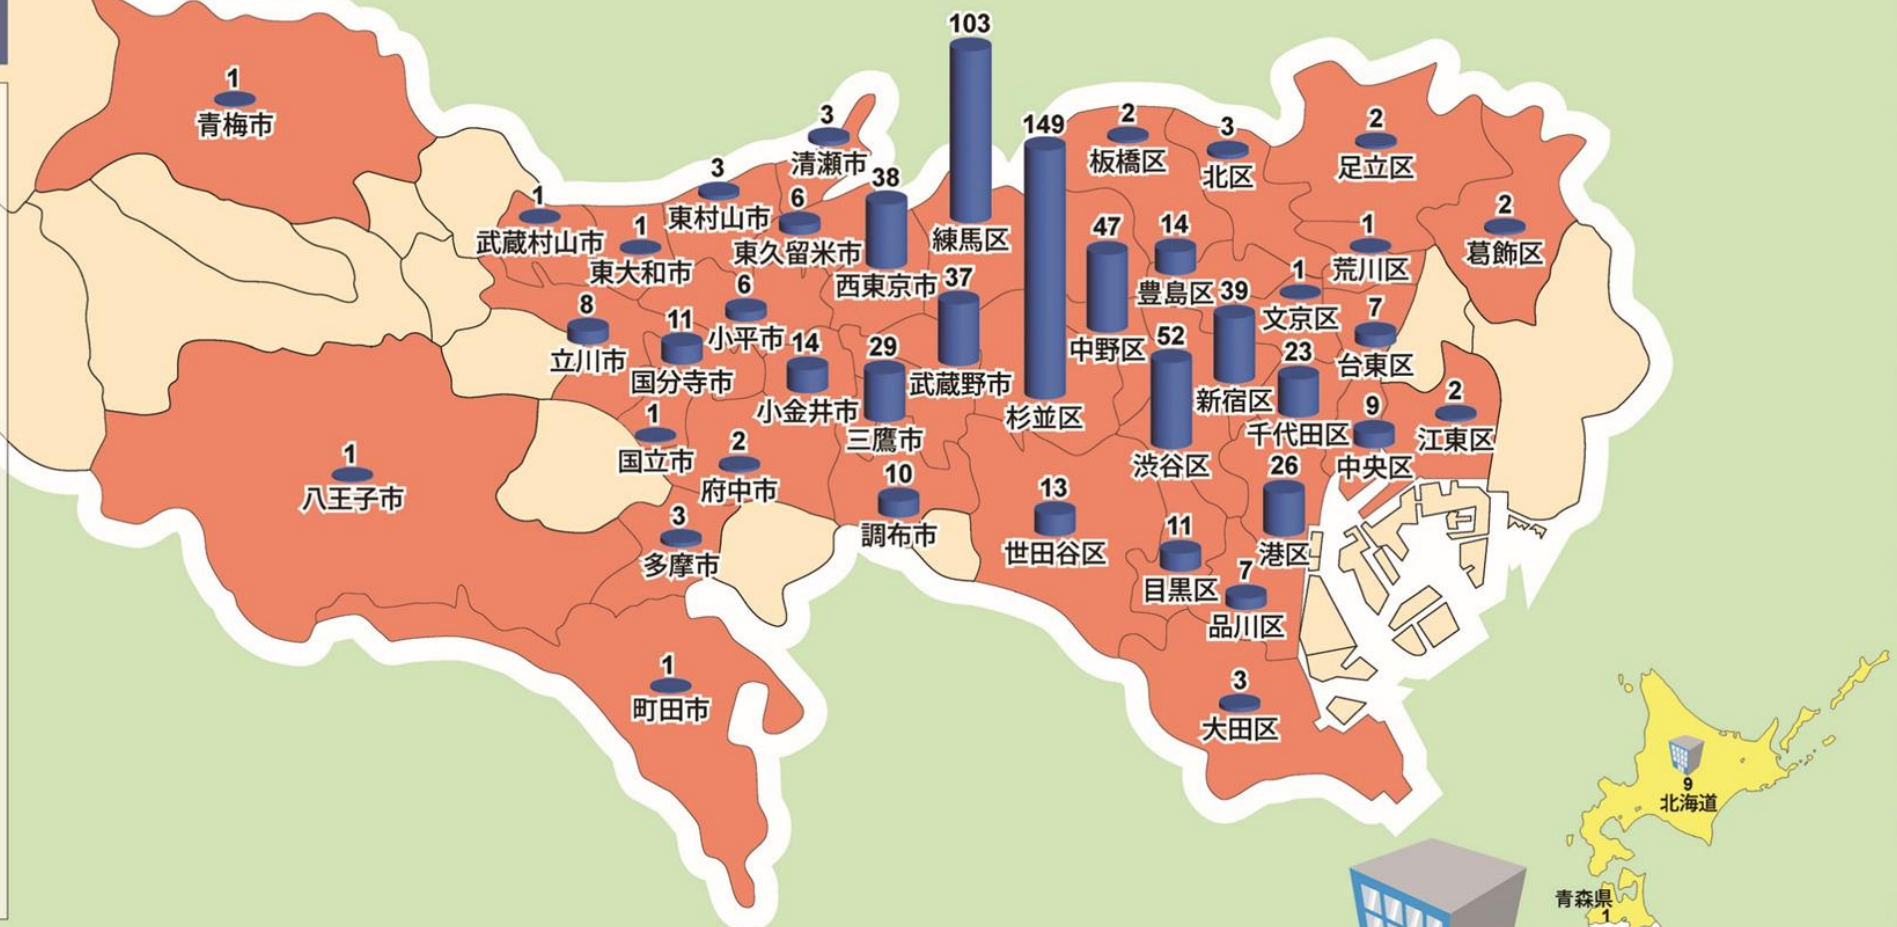 103
練馬区
149
杉並区
1
青梅市
3
清瀬市
2
板橋区
3
北区
2
足立区
3
東村山市
6
東久留米市
38
西東京市
1
武蔵村山市
1
東大和市
47
中野区
14
豊島区
1
荒川区
2
葛飾区
8
立川市
11
国分寺市
6
小平市
14
小金井市
29
三鷹市
37
武蔵野市
52
渋谷区
39
新宿区
1
文京区
23
千代田区
7
台東区
9
中央区
2
江東区
1
国立市
2
府中市
10
調布市
1
八王子市
3
多摩市
13
世田谷区
11
目黒区
26
港区
7
品川区
1
町田市
3
大田区
9
北海道
青森県
1